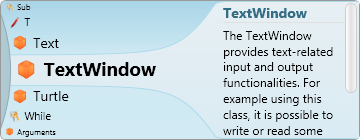 Sub
T
Text
TextWindow
Turtle
While
Arguments
TextWindow
The TextWindow
provides text-related
input and output
functionalities. For
example using this
class, it is possible to
write or read some